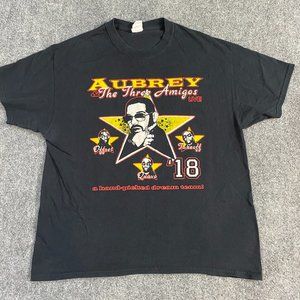 AUBREY
& The Three Amigos
LIVE!
Offset
Takeoff
Quavo
'18
a hand-picked dream team!